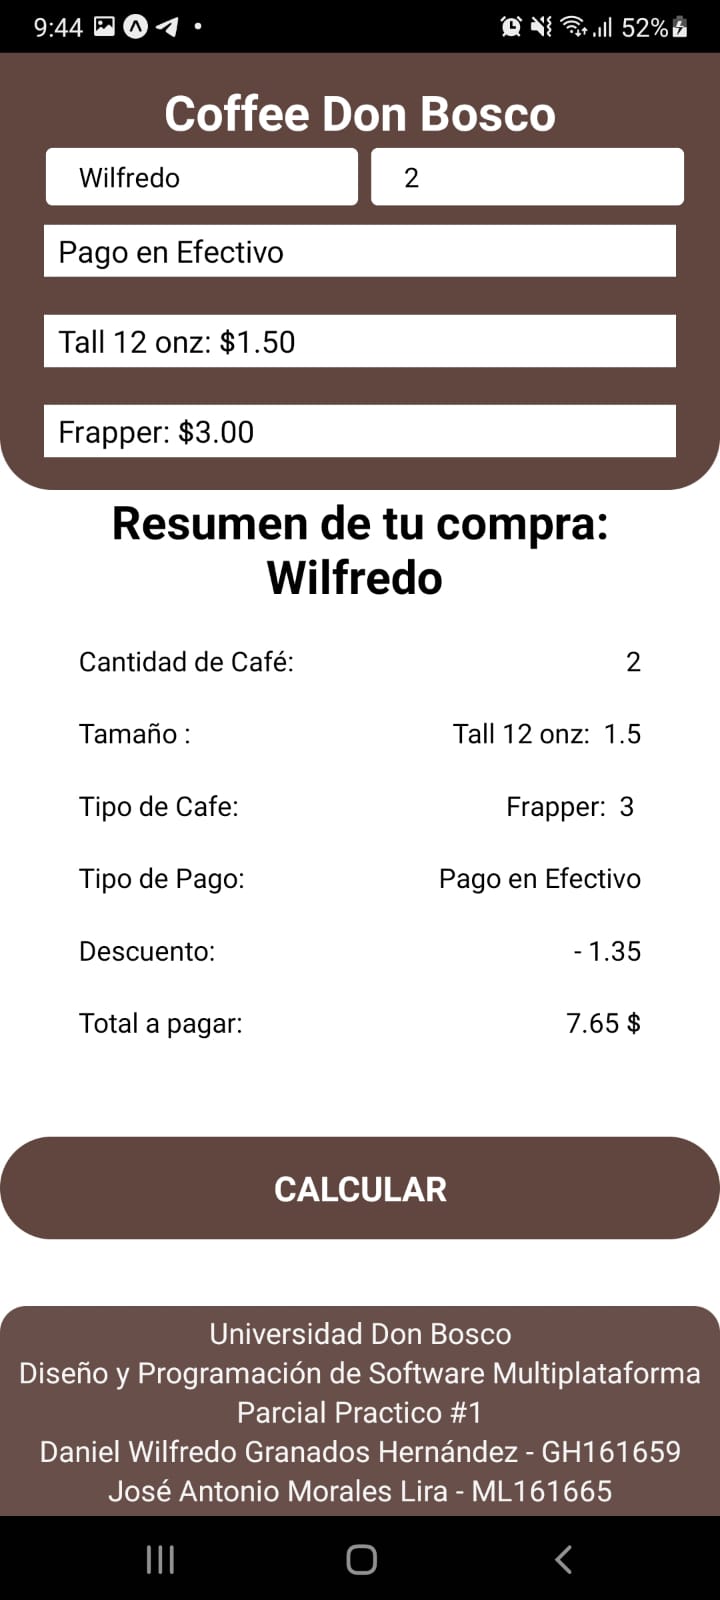 9:44
52%
Coffee Don Bosco
Wilfredo
2
Pago en Efectivo
Tall 12 onz: $1.50
Frapper: $3.00
Resumen de tu compra:
Wilfredo
Cantidad de Café: 2
Tamaño : Tall 12 onz: 1.5
Tipo de Cafe: Frapper: 3
Tipo de Pago: Pago en Efectivo
Descuento: - 1.35
Total a pagar: 7.65 $
CALCULAR
Universidad Don Bosco
Diseño y Programación de Software Multiplataforma
Parcial Practico #1
Daniel Wilfredo Granados Hernández - GH161659
José Antonio Morales Lira - ML161665